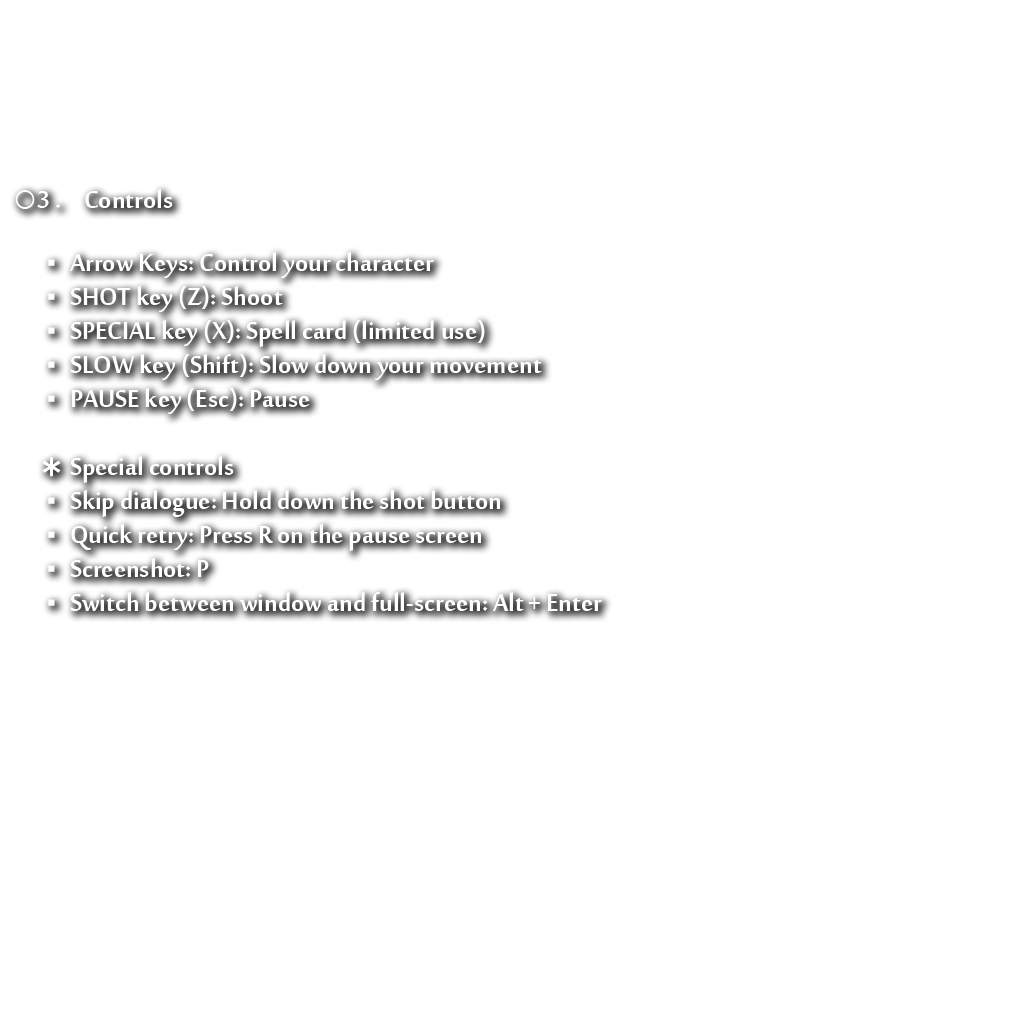 ○3. Controls
▪ Arrow Keys: Control your character
▪ SHOT key (Z): Shoot
▪ SPECIAL key (X): Spell card (limited use)
▪ SLOW key (Shift): Slow down your movement
▪ PAUSE key (Esc): Pause
* Special controls
▪ Skip dialogue: Hold down the shot button
▪ Quick retry: Press R on the pause screen
▪ Screenshot: P
▪ Switch between window and full-screen: Alt + Enter